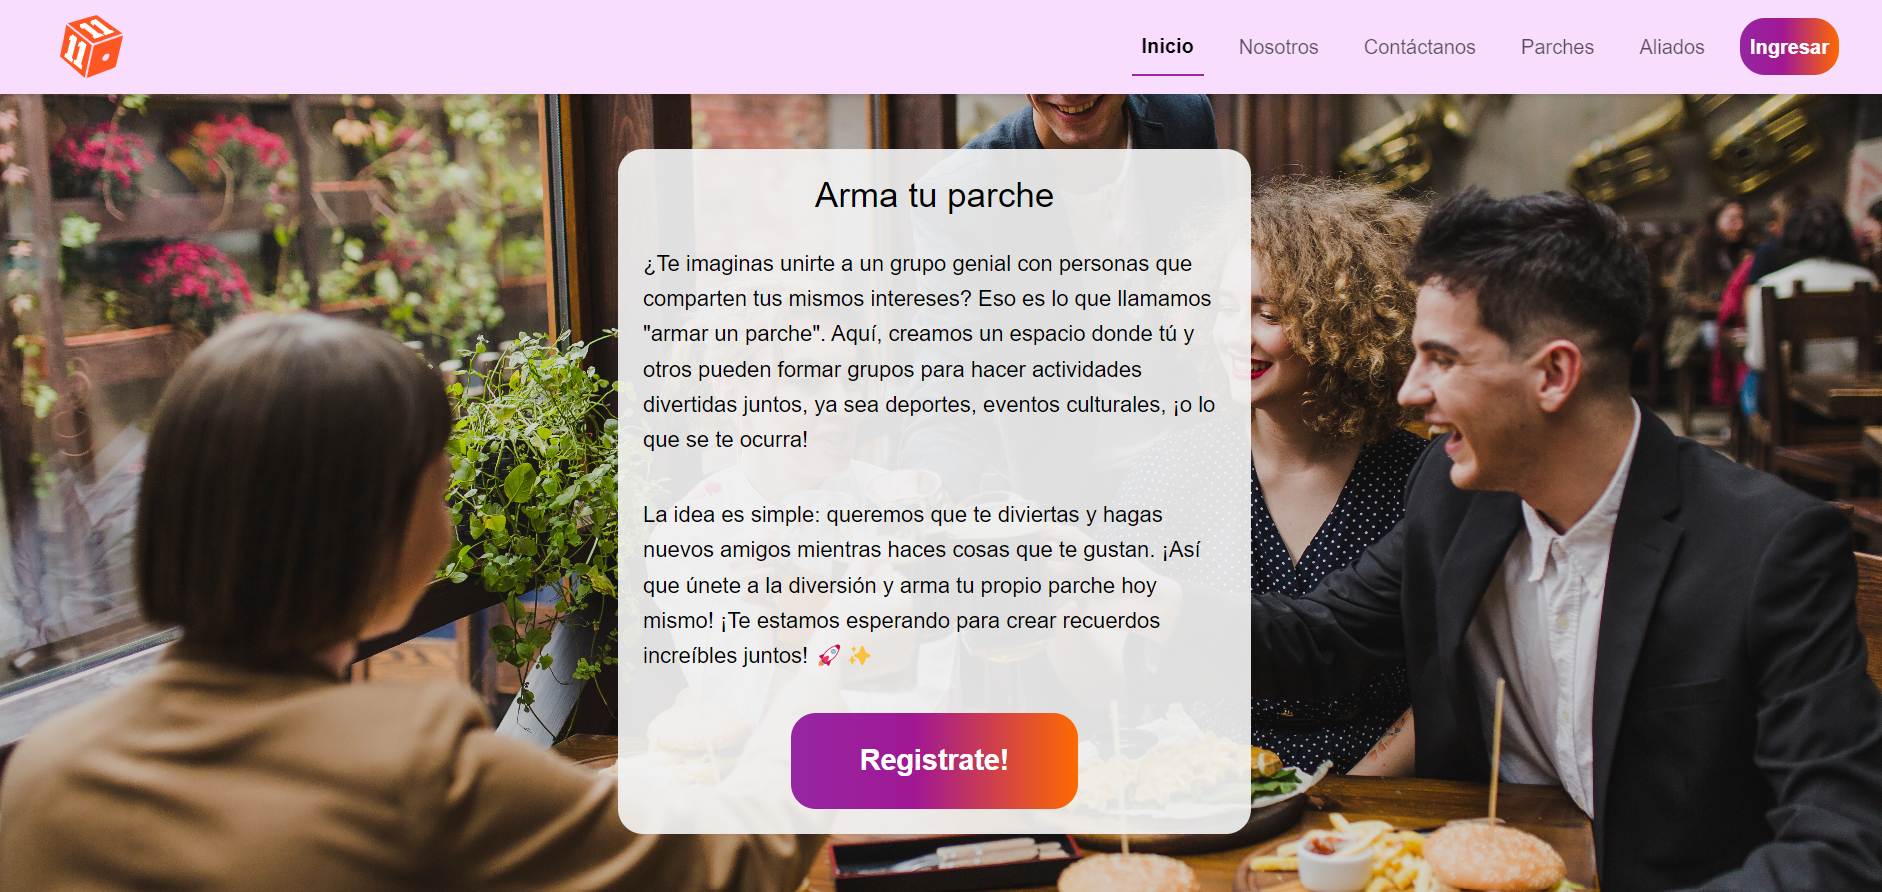 11
11
Inicio Nosotros Contáctanos Parches Aliados Ingresar
Arma tu parche
¿Te imaginas unirte a un grupo genial con personas que
comparten tus mismos intereses? Eso es lo que llamamos
"armar un parche". Aquí, creamos un espacio donde tú y
otros pueden formar grupos para hacer actividades
divertidas juntos, ya sea deportes, eventos culturales, ¡o lo
que se te ocurra!
La idea es simple: queremos que te diviertas y hagas
nuevos amigos mientras haces cosas que te gustan. ¡Así
que únete a la diversión y arma tu propio parche hoy
mismo! ¡Te estamos esperando para crear recuerdos
increíbles juntos! 🚀 ✨
Registrate!